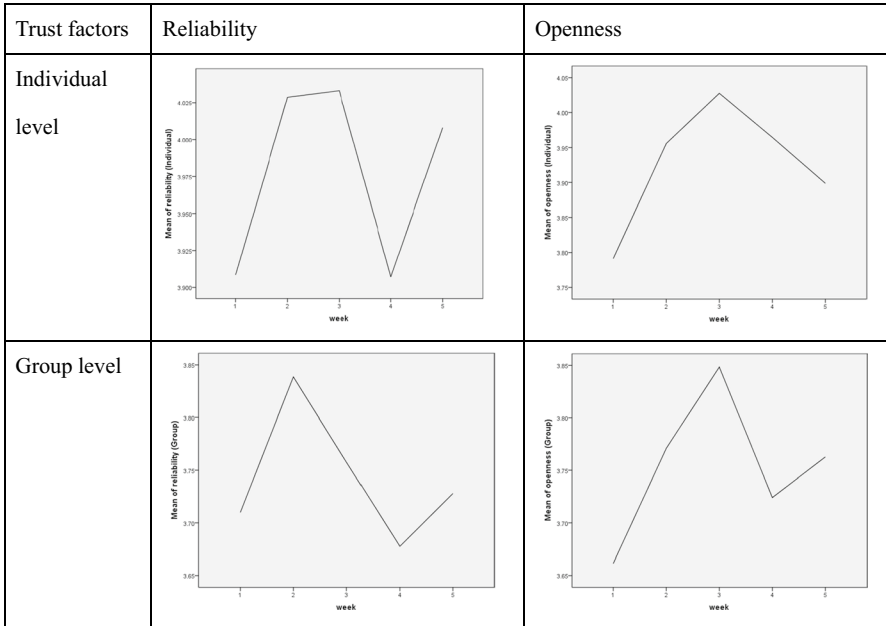 Trust factors
Reliability
Openness
Individual
level
Mean of reliability (Individual)
4.025
4.000
3.975
3.950
3.925
3.900
1 2 3 4 5
week
Mean of openness (Individual)
4.05
4.00
3.95
3.90
3.85
3.80
3.75
1 2 3 4 5
week
Group level
Mean of reliability (Group)
3.85
3.80
3.75
3.70
3.65
1 2 3 4 5
week
Mean of openness (Group)
3.85
3.80
3.75
3.70
3.65
1 2 3 4 5
week